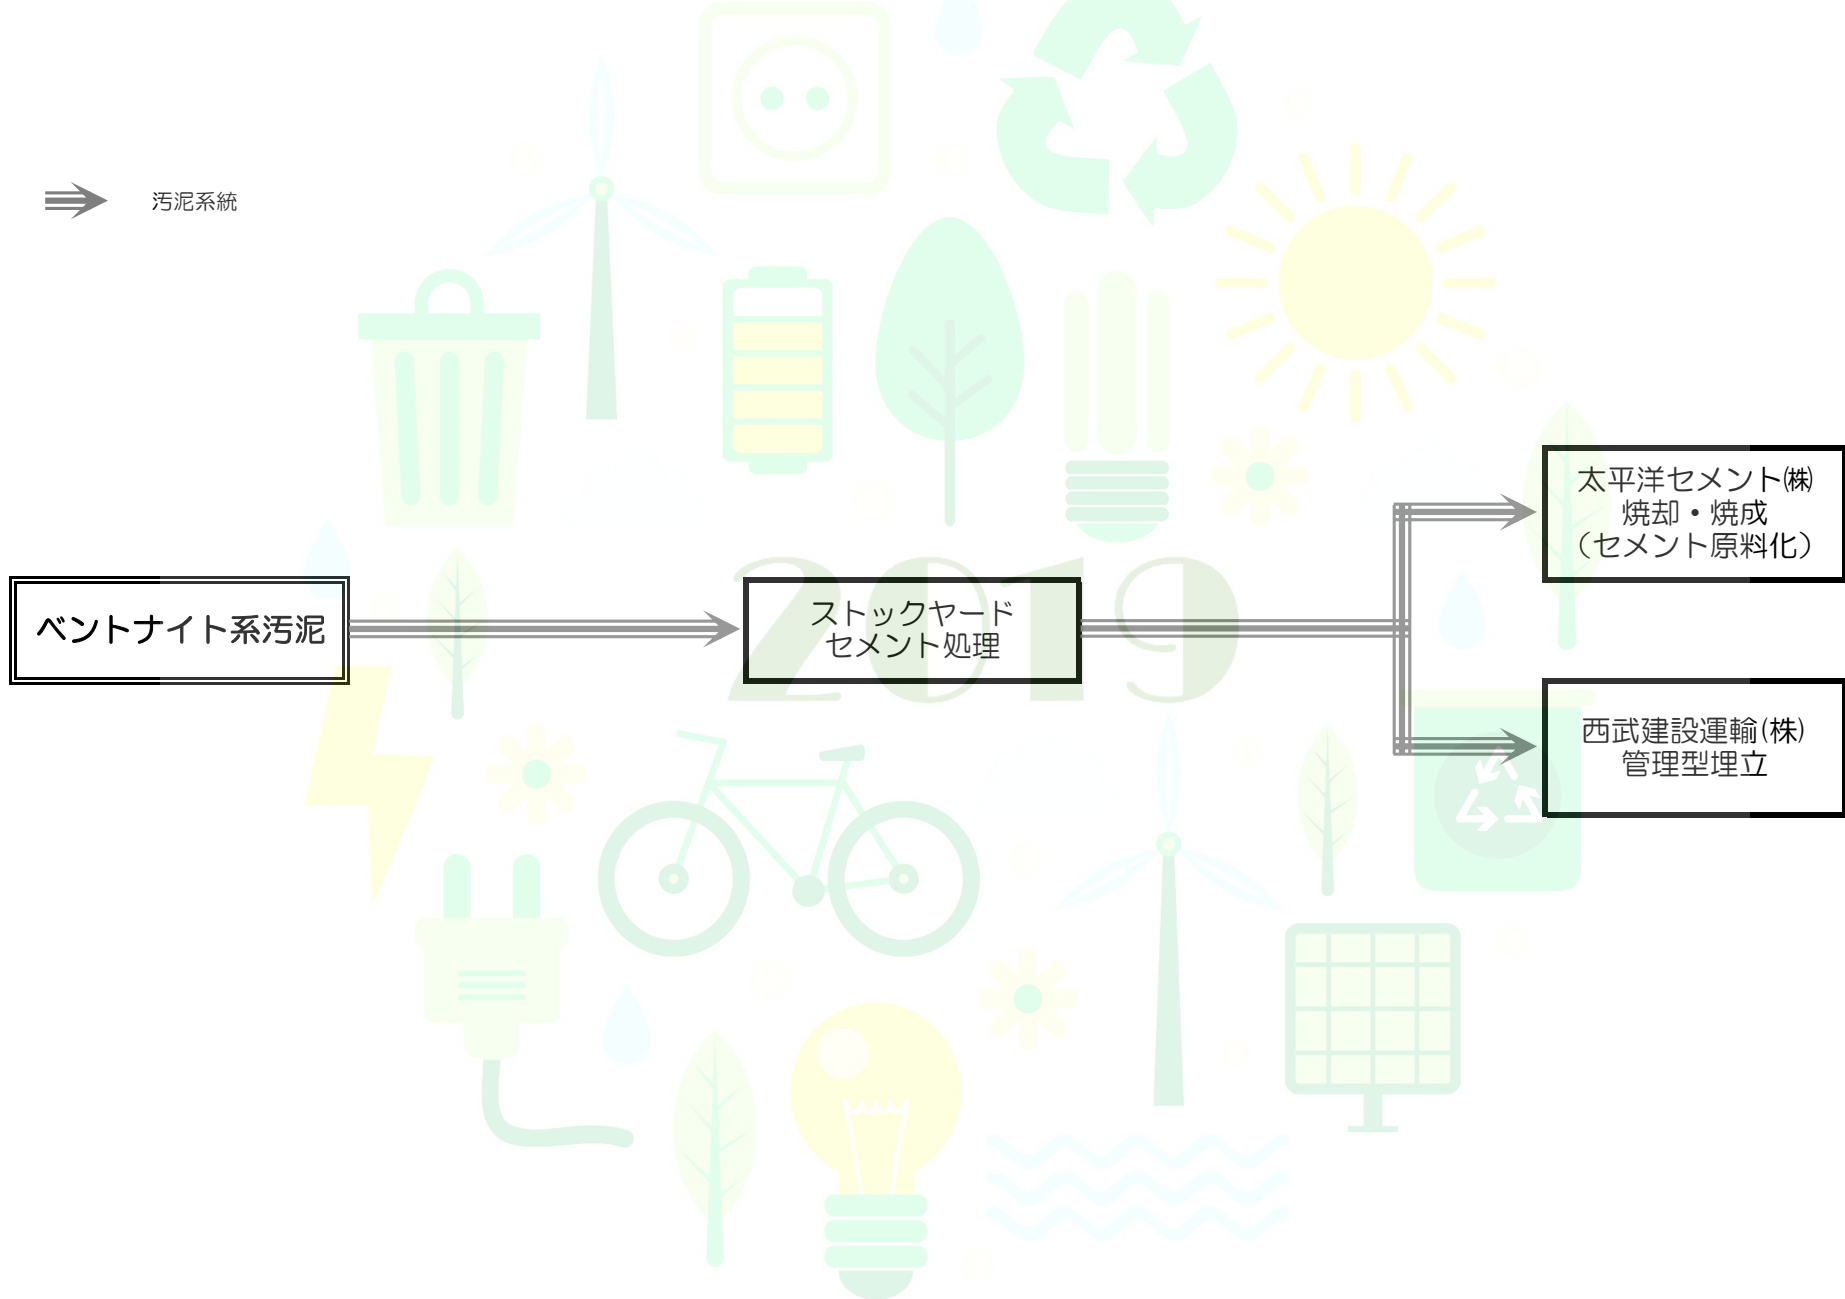 汚泥系統
ベントナイト系汚泥
ストックヤード
セメント処理
2019
太平洋セメント㈱
焼却・焼成
（セメント原料化）
西武建設運輸(株)
管理型埋立